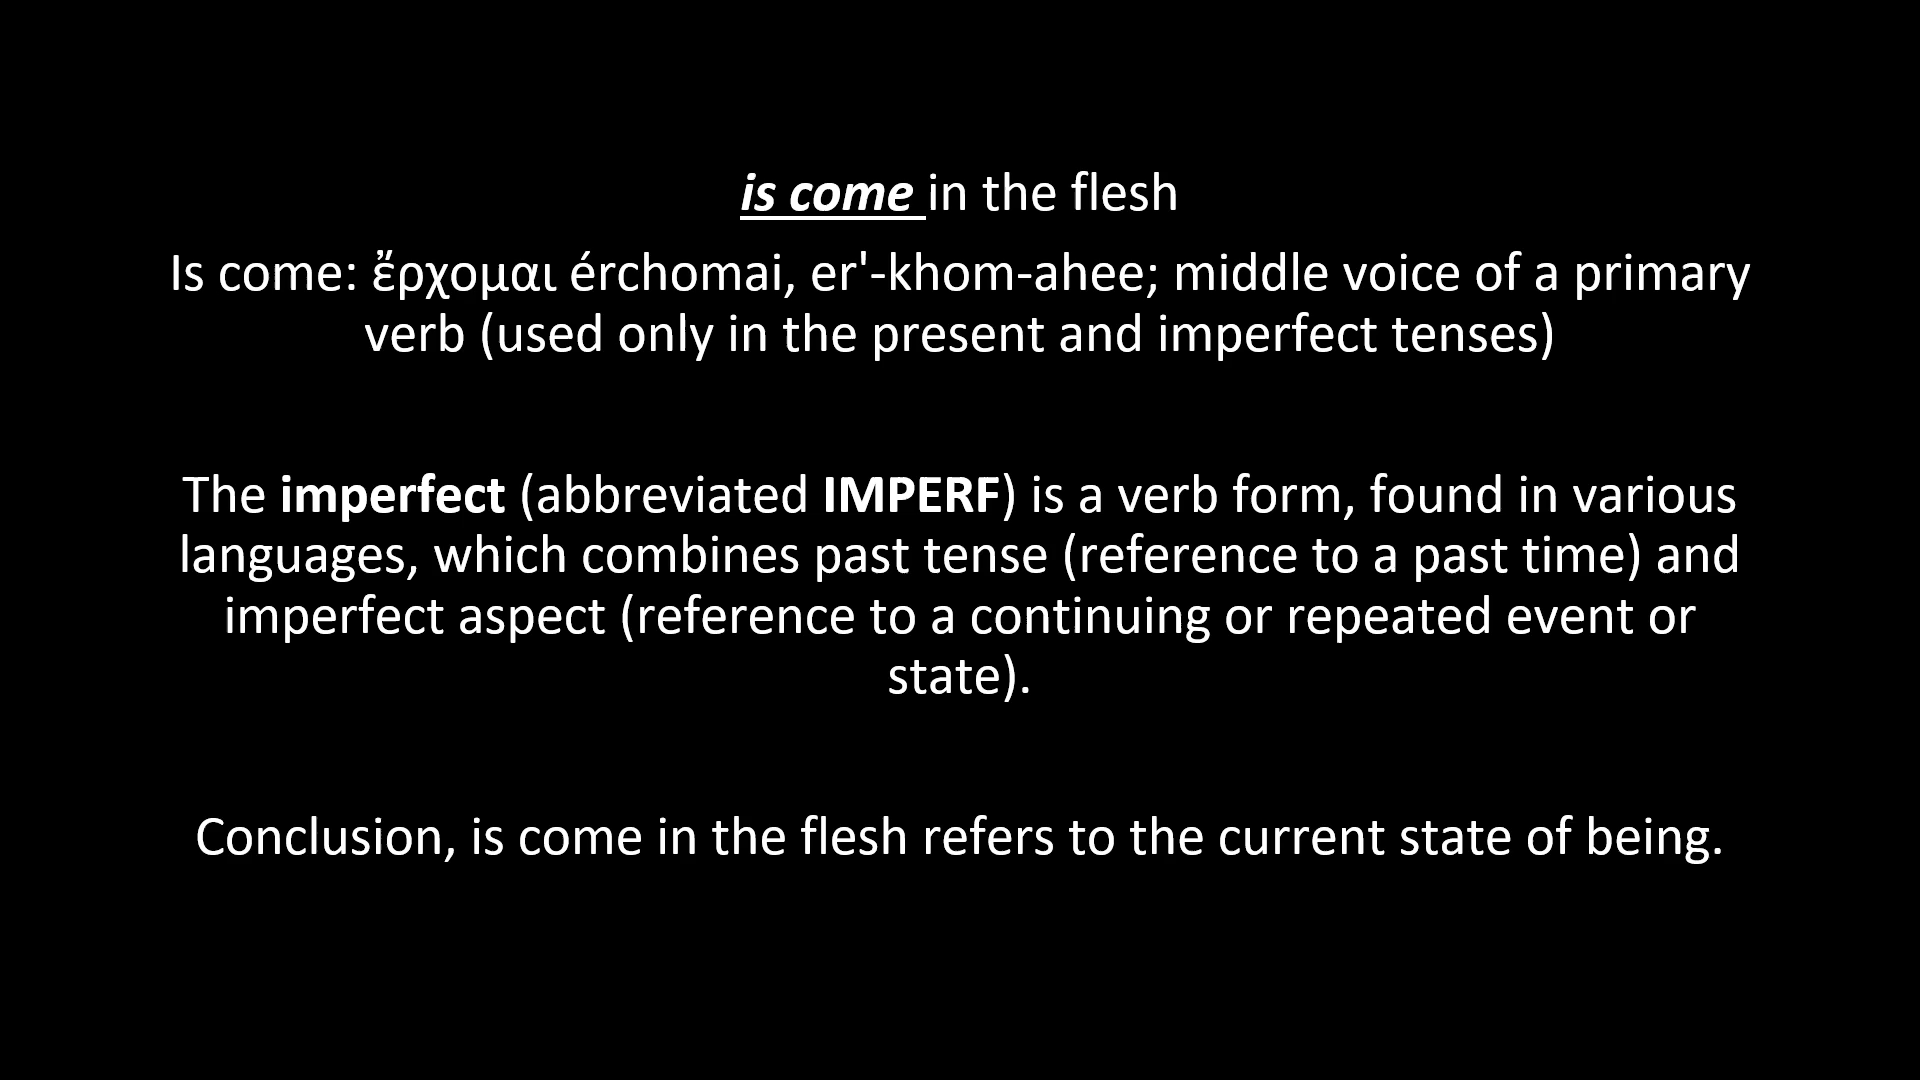 is come in the flesh
Is come: ἔρχομαι érchomai, er'-khom-ahee; middle voice of a primary
verb (used only in the present and imperfect tenses)
The imperfect (abbreviated IMPERF) is a verb form, found in various
languages, which combines past tense (reference to a past time) and
imperfect aspect (reference to a continuing or repeated event or
state).
Conclusion, is come in the flesh refers to the current state of being.